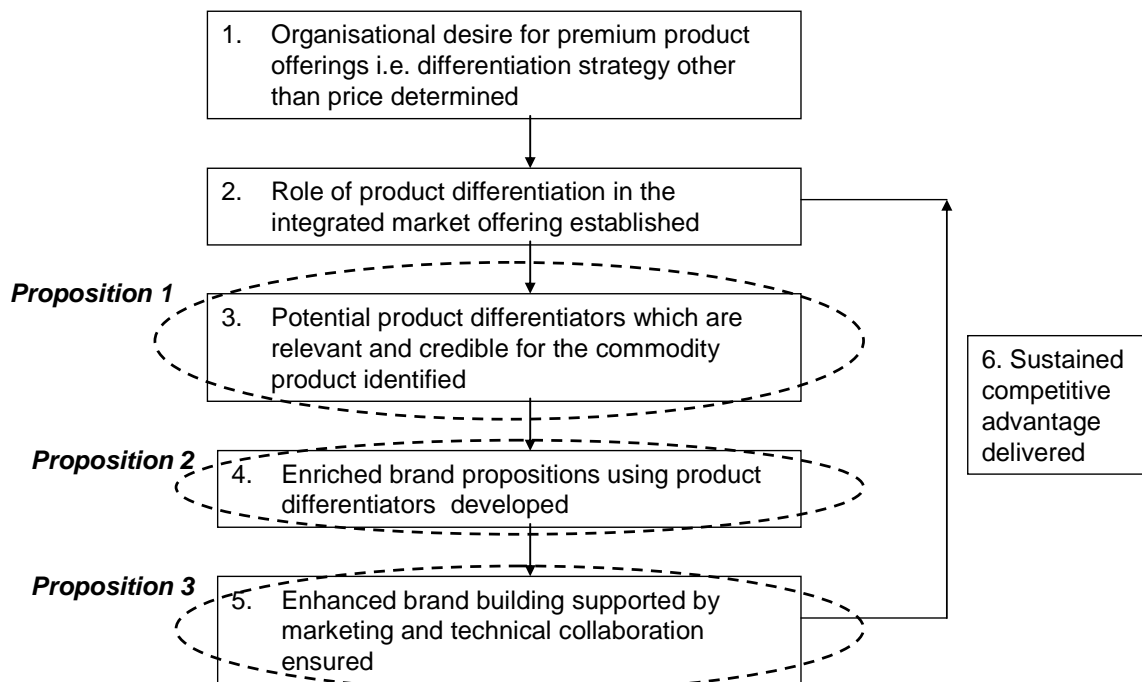 1. Organisational desire for premium product
offerings i.e. differentiation strategy other
than price determined
2. Role of product differentiation in the
integrated market offering established
Proposition 1
3. Potential product differentiators which are
relevant and credible for the commodity
product identified
6. Sustained
competitive
advantage
delivered
Proposition 2
4. Enriched brand propositions using product
differentiators developed
Proposition 3
5. Enhanced brand building supported by
marketing and technical collaboration
ensured